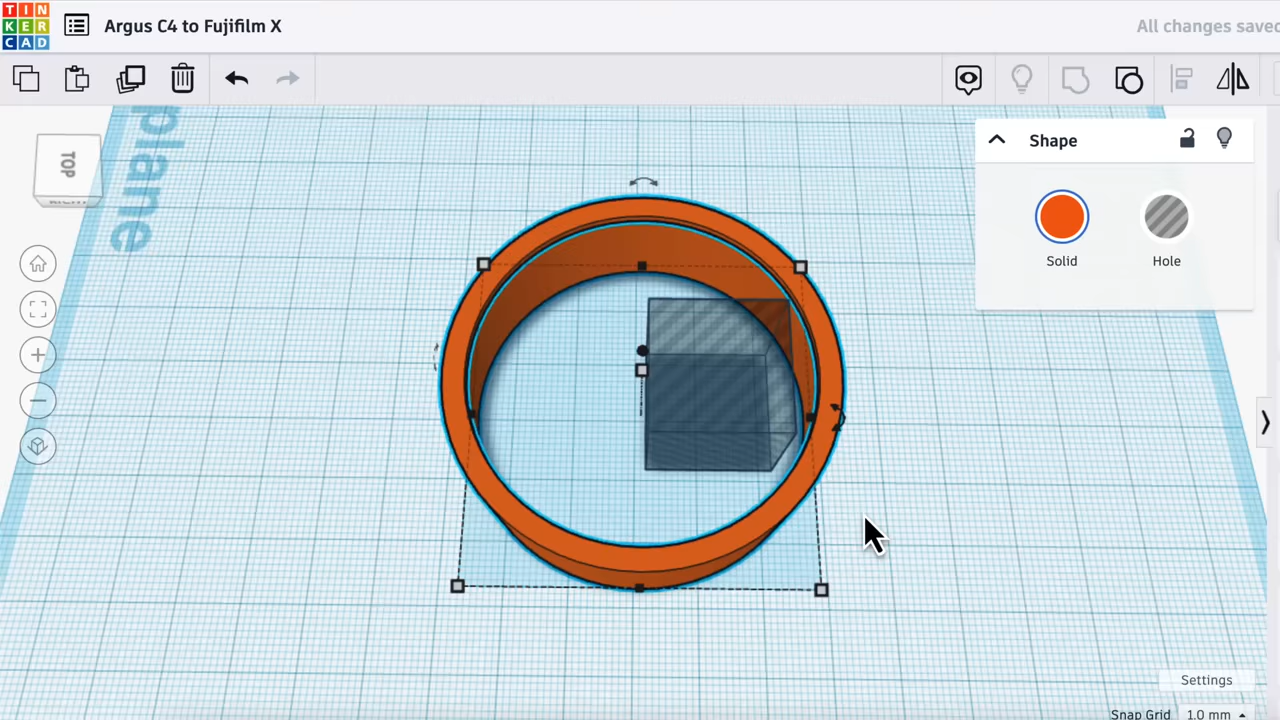 TIN
KER
CAD
Argus C4 to Fujifilm X
All changes saved
plane
TOP
RIGHT
Shape
Solid
Hole
Settings
Snap Grid 1.0 mm